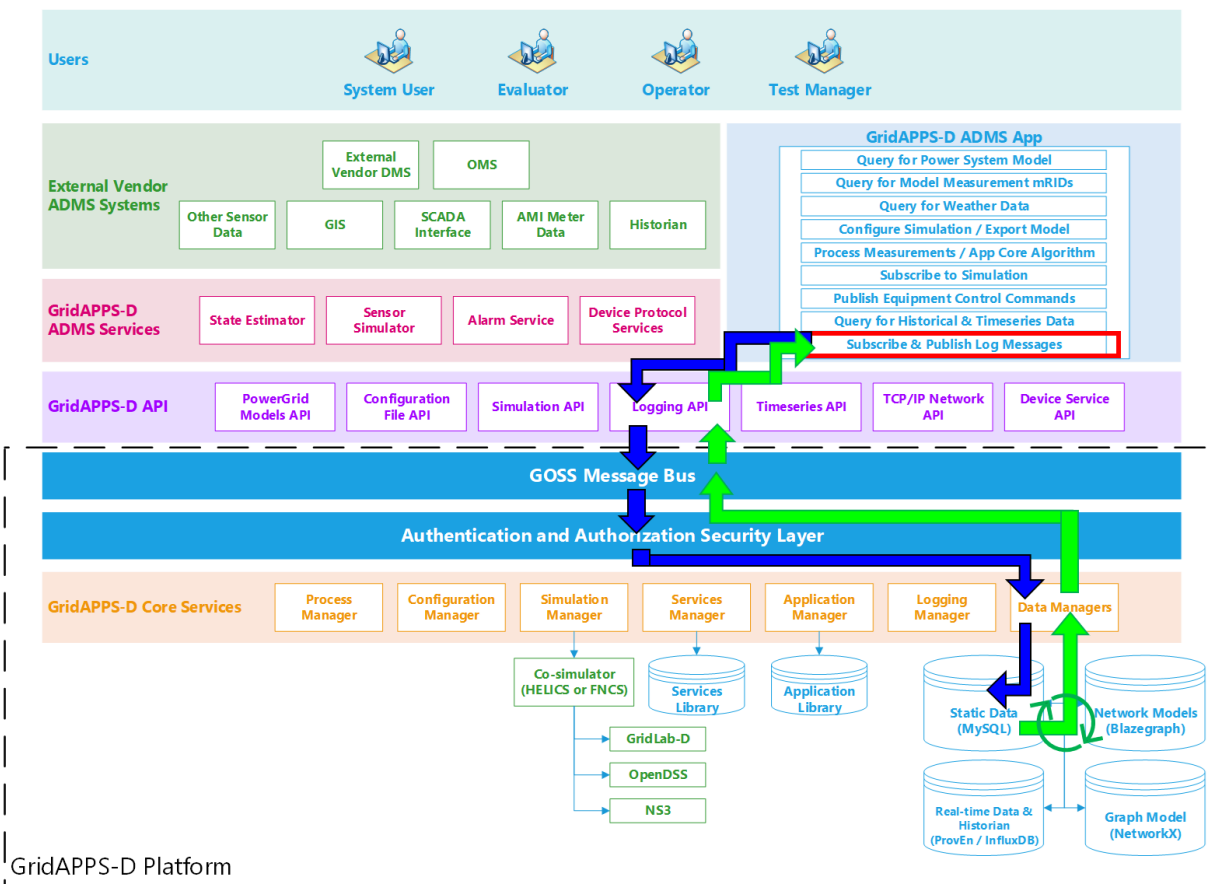 Users
System User
Evaluator
Operator
Test Manager
External Vendor
ADMS Systems
External
Vendor DMS
OMS
Other Sensor
Data
GIS
SCADA
Interface
AMI Meter
Data
Historian
GridAPPS-D ADMS App
Query for Power System Model
Query for Model Measurement mRIDs
Query for Weather Data
Configure Simulation / Export Model
Process Measurements / App Core Algorithm
Subscribe to Simulation
Publish Equipment Control Commands
Query for Historical & Timeseries Data
Subscribe & Publish Log Messages
GridAPPS-D
ADMS Services
State Estimator
Sensor
Simulator
Alarm Service
Device Protocol
Services
GridAPPS-D API
PowerGrid
Models API
Configuration
File API
Simulation API
Logging API
Timeseries API
TCP/IP Network
API
Device Service
API
GOSS Message Bus
Authentication and Authorization Security Layer
GridAPPS-D Core Services
Process
Manager
Configuration
Manager
Simulation
Manager
Services
Manager
Application
Manager
Logging
Manager
Data Managers
Co-simulator
(HELICS or FNCS)
Services
Library
Application
Library
Static Data
(MySQL)
Network Models
(Blazegraph)
GridLab-D
OpenDSS
NS3
Real-time Data &
Historian
(ProvEn / InfluxDB)
Graph Model
(NetworkX)
GridAPPS-D Platform